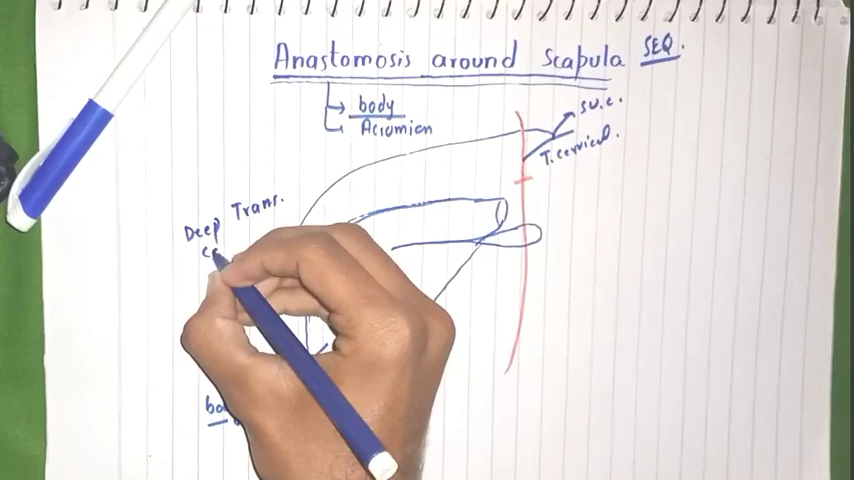 Anastomosis around Scapula SEQ.
body
Acromion
T.cervical.
Deep Trans.